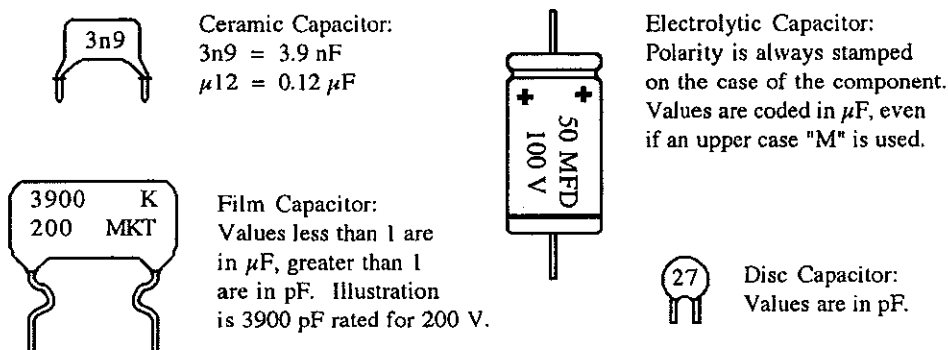 3n9
Ceramic Capacitor:
3n9 = 3.9 nF
μ12 = 0.12 μF
3900 K
200 MKT
Film Capacitor:
Values less than 1 are
in μF, greater than 1
are in pF. Illustration
is 3900 pF rated for 200 V.
+ +
50 MFD
100 V
Electrolytic Capacitor:
Polarity is always stamped
on the case of the component.
Values are coded in μF, even
if an upper case "M" is used.
27
Disc Capacitor:
Values are in pF.